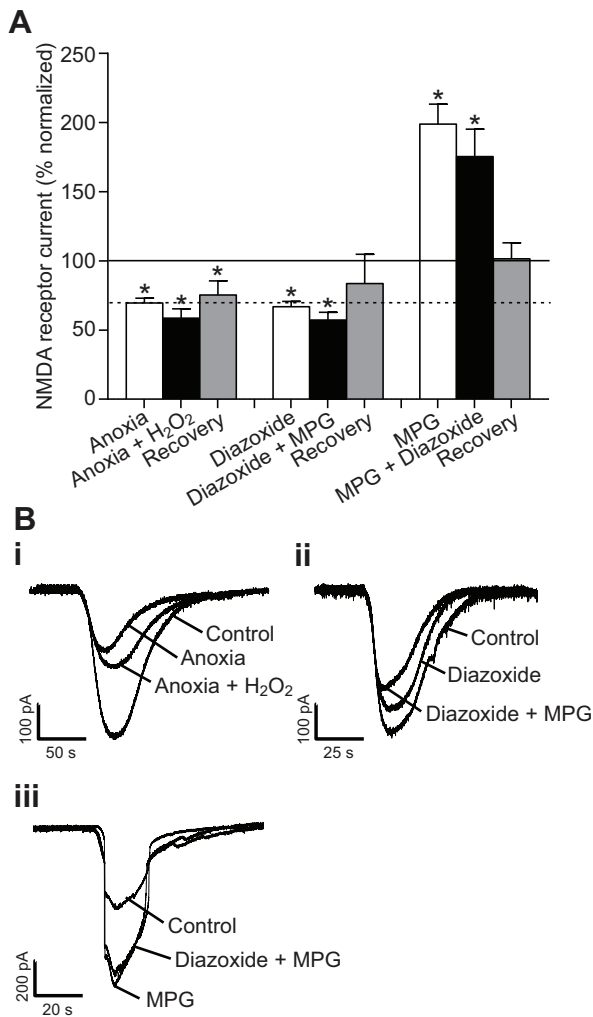 A
NMDA receptor current (% normalized)
250
200
150
100
50
0
*
*
*
*
*
*
*
Anoxia
Anoxia + H₂O₂
Recovery
Diazoxide
Diazoxide + MPG
Recovery
MPG
MPG + Diazoxide
Recovery
B
i
Control
Anoxia
Anoxia + H₂O₂
100 pA
50 s
ii
Control
Diazoxide
Diazoxide + MPG
100 pA
25 s
iii
Control
Diazoxide + MPG
MPG
200 pA
20 s